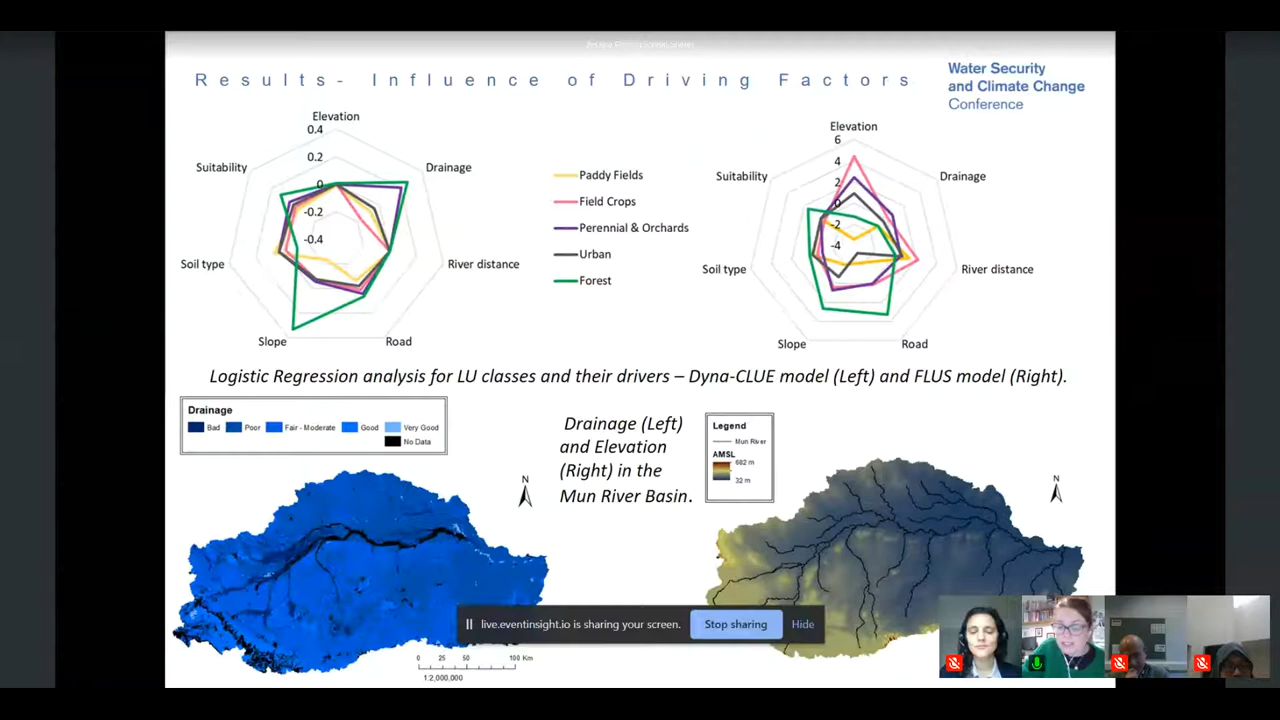 Results- Influence of Driving Factors
Water Security
and Climate Change
Conference
Elevation
0.4
0.2
0
-0.2
-0.4
Suitability
Drainage
Soil type
River distance
Slope
Road
Paddy Fields
Field Crops
Perennial & Orchards
Urban
Forest
Elevation
6
4
2
0
-2
-4
Suitability
Drainage
Soil type
River distance
Slope
Road
Logistic Regression analysis for LU classes and their drivers – Dyna-CLUE model (Left) and FLUS model (Right).
Drainage
Bad
Poor
Fair - Moderate
Good
Very Good
No Data
Drainage (Left)
and Elevation
(Right) in the
Mun River Basin.
Legend
Mun River
AMSL
682 m
32 m
N
N
live.eventinsight.io is sharing your screen.
Stop sharing
Hide
0 25 50 100 Km
1:2,000,000